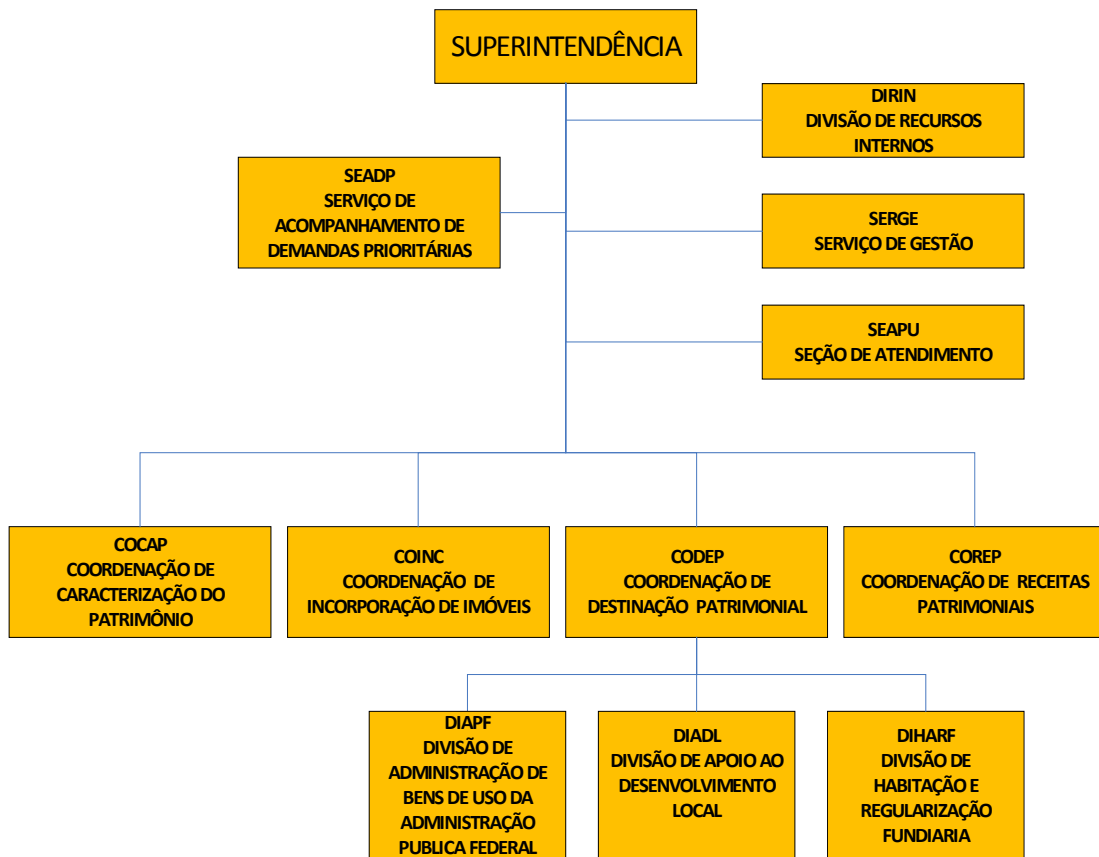 SUPERINTENDÊNCIA
DIRIN
DIVISÃO DE RECURSOS
INTERNOS
SEADP
SERVIÇO DE
ACOMPANHAMENTO DE
DEMANDAS PRIORITÁRIAS
SERGE
SERVIÇO DE GESTÃO
SEAPU
SEÇÃO DE ATENDIMENTO
COCAP
COORDENAÇÃO DE
CARACTERIZAÇÃO DO
PATRIMÔNIO
COINC
COORDENAÇÃO DE
INCORPORAÇÃO DE IMÓVEIS
CODEP
COORDENAÇÃO DE
DESTINAÇÃO PATRIMONIAL
COREP
COORDENAÇÃO DE RECEITAS
PATRIMONIAIS
DIAPF
DIVISÃO DE
ADMINISTRAÇÃO DE
BENS DE USO DA
ADMINISTRAÇÃO
PUBLICA FEDERAL
DIADL
DIVISÃO DE APOIO AO
DESENVOLVIMENTO
LOCAL
DIHARF
DIVISÃO DE
HABITAÇÃO E
REGULARIZAÇÃO
FUNDIARIA